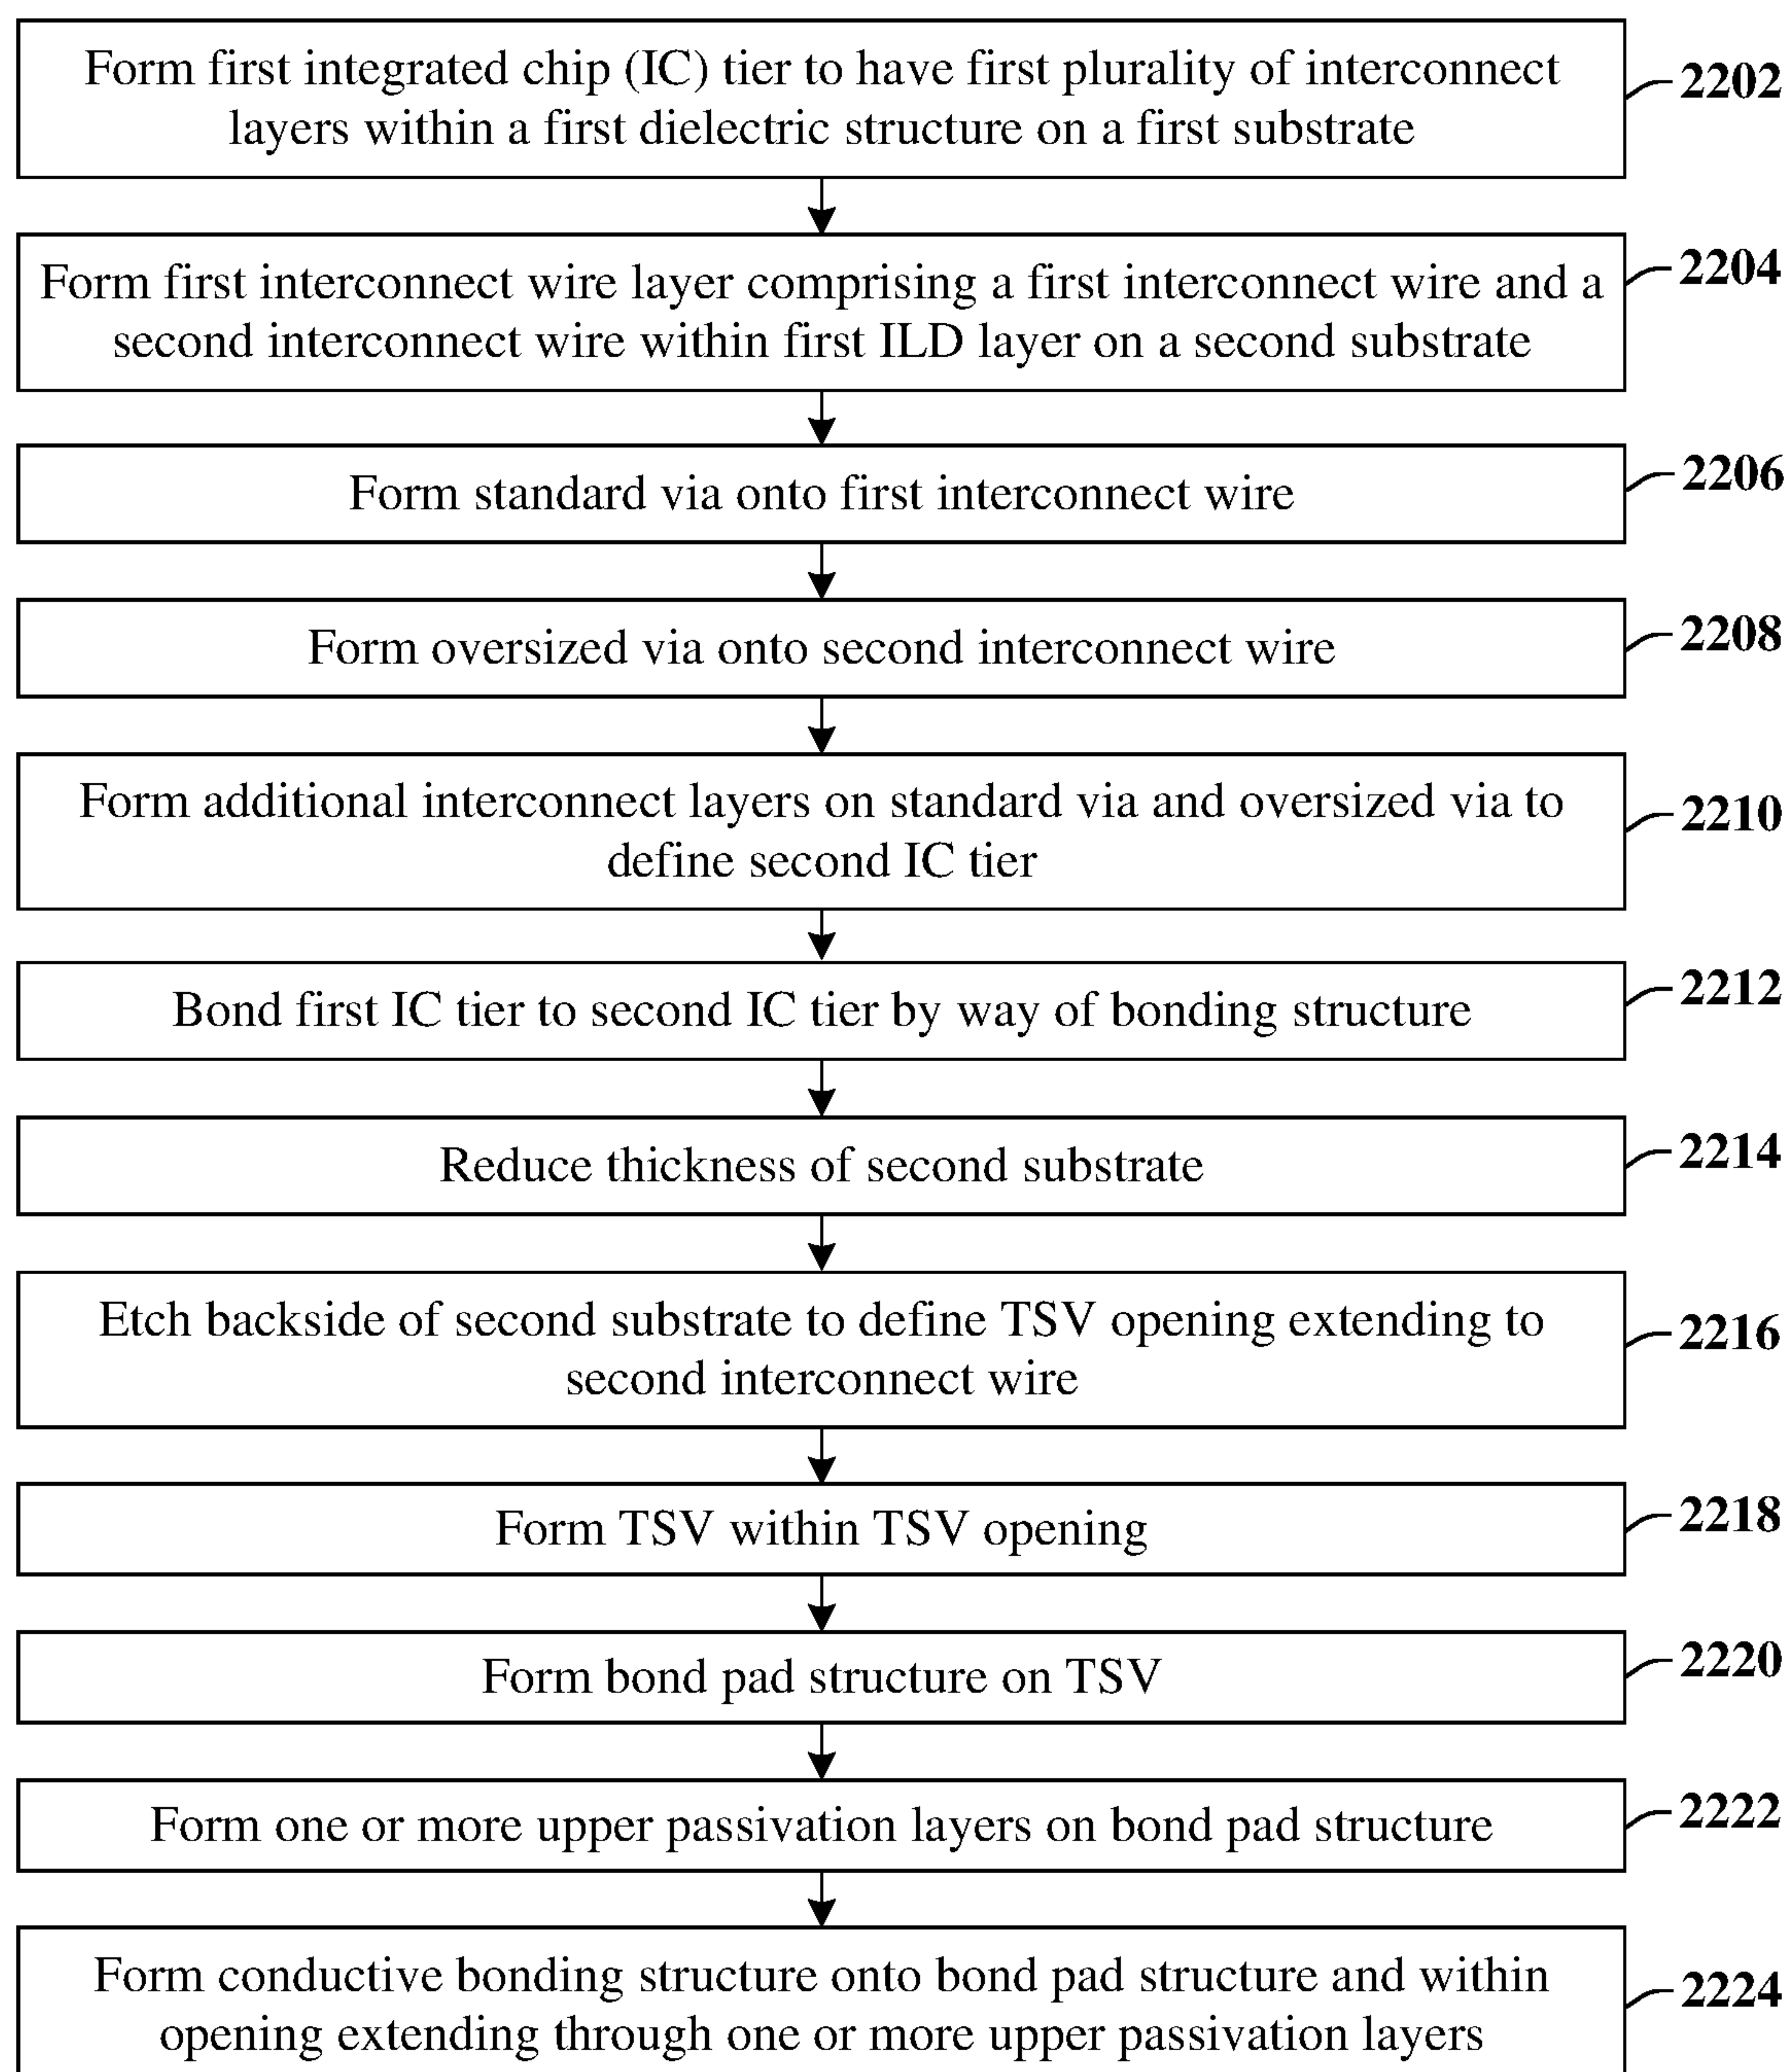 Form first integrated chip (IC) tier to have first plurality of interconnect
layers within a first dielectric structure on a first substrate
2202
Form first interconnect wire layer comprising a first interconnect wire and a
second interconnect wire within first ILD layer on a second substrate
2204
Form standard via onto first interconnect wire
2206
Form oversized via onto second interconnect wire
2208
Form additional interconnect layers on standard via and oversized via to
define second IC tier
2210
Bond first IC tier to second IC tier by way of bonding structure
2212
Reduce thickness of second substrate
2214
Etch backside of second substrate to define TSV opening extending to
second interconnect wire
2216
Form TSV within TSV opening
2218
Form bond pad structure on TSV
2220
Form one or more upper passivation layers on bond pad structure
2222
Form conductive bonding structure onto bond pad structure and within
opening extending through one or more upper passivation layers
2224